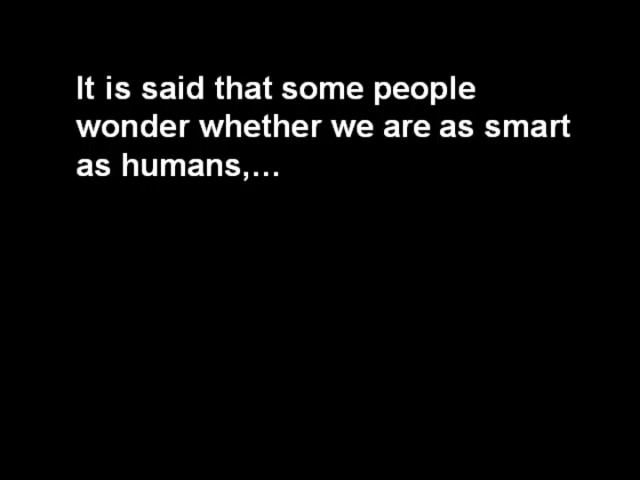 It is said that some people
wonder whether we are as smart
as humans,…